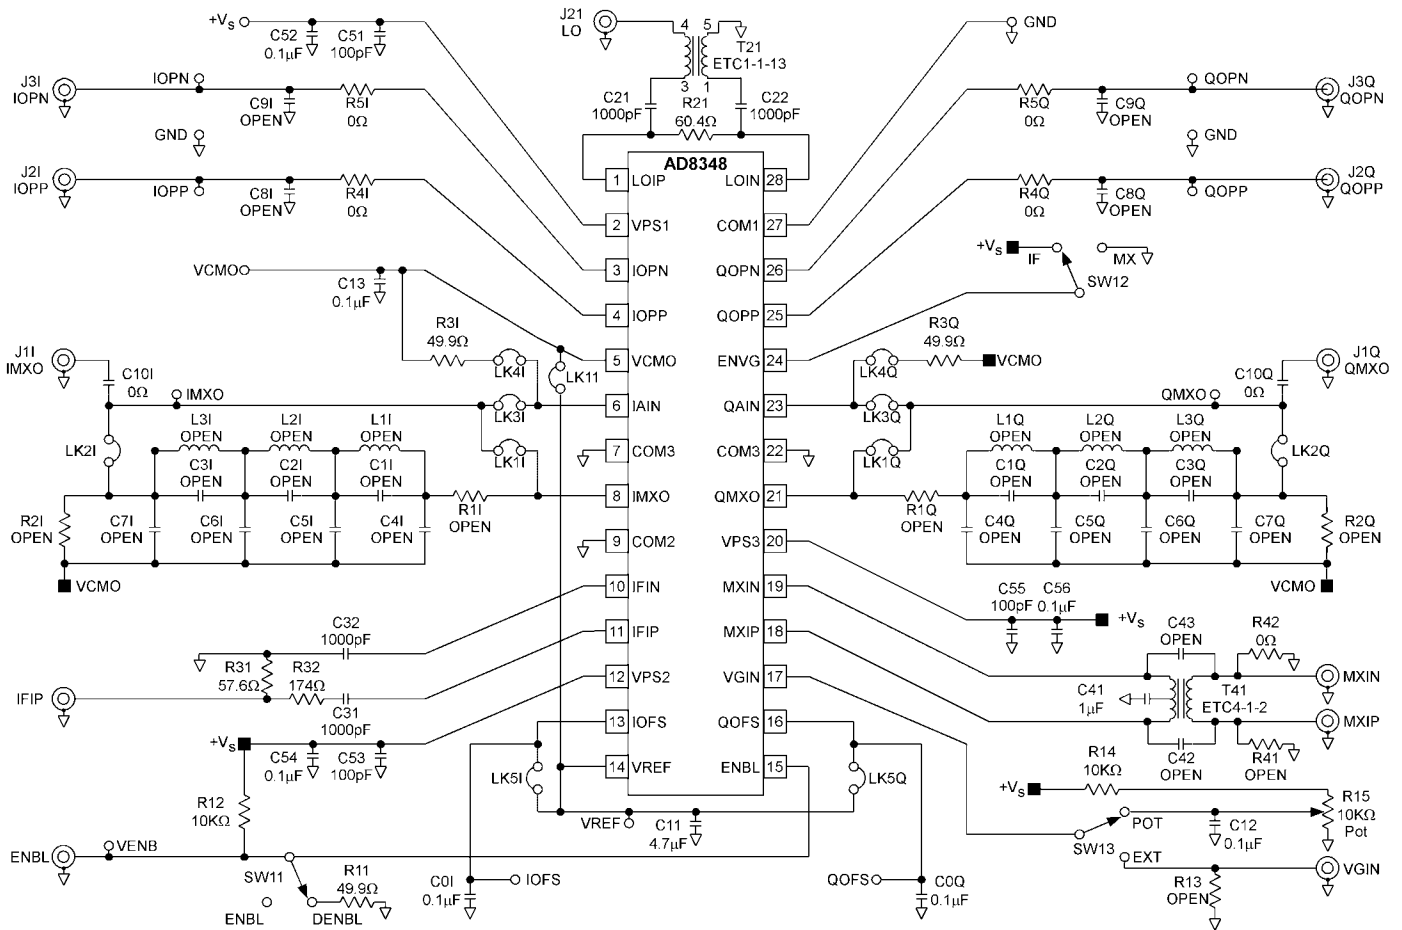 +VS
C52
0.1µF
C51
100pF
J21
LO
4
5
3
1
T21
ETC1-1-13
GND
J3I
IOPN
IOPN
C9I
OPEN
R5I
0Ω
C21
1000pF
R21
60.4Ω
C22
1000pF
R5Q
0Ω
C9Q
OPEN
QOPN
J3Q
QOPN
GND
GND
J2I
IOPP
IOPP
C8I
OPEN
R4I
0Ω
AD8348
1
LOIP
LOIN
28
R4Q
0Ω
C8Q
OPEN
QOPP
J2Q
QOPP
2
VPS1
COM1
27
+VS
IF
MX
SW12
VCMO
C13
0.1µF
3
IOPN
QOPN
26
4
IOPP
QOPP
25
R3I
49.9Ω
LK4I
LK11
5
VCMO
ENVG
24
R3Q
49.9Ω
LK4Q
VCMO
J1I
IMXO
C10I
0Ω
IMXO
LK3I
6
IAIN
QAIN
23
LK3Q
QMXO
C10Q
0Ω
J1Q
QMXO
LK2I
L3I
OPEN
L2I
OPEN
L1I
OPEN
LK1I
7
COM3
COM3
22
LK1Q
L1Q
OPEN
L2Q
OPEN
L3Q
OPEN
LK2Q
C3I
OPEN
C2I
OPEN
C1I
OPEN
C1Q
OPEN
C2Q
OPEN
C3Q
OPEN
R1I
OPEN
8
IMXO
QMXO
21
R1Q
OPEN
R2I
OPEN
C7I
OPEN
C6I
OPEN
C5I
OPEN
C4I
OPEN
C4Q
OPEN
C5Q
OPEN
C6Q
OPEN
C7Q
OPEN
R2Q
OPEN
9
COM2
VPS3
20
VCMO
VCMO
10
IFIN
MXIN
19
C55
100pF
C56
0.1µF
+VS
C32
1000pF
11
IFIP
MXIP
18
C43
OPEN
R42
0Ω
R31
57.6Ω
R32
174Ω
C31
1000pF
IFIP
12
VPS2
VGIN
17
C41
1µF
T41
ETC4-1-2
MXIN
MXIP
13
IOFS
QOFS
16
+VS
C54
0.1µF
C53
100pF
C42
OPEN
R41
OPEN
LK5I
14
VREF
ENBL
15
LK5Q
R14
10KΩ
+VS
R12
10KΩ
R15
10KΩ
Pot
VREF
C11
4.7µF
SW13
POT
C12
0.1µF
ENBL
VENB
EXT
VGIN
SW11
ENBL
DENBL
R11
49.9Ω
C0I
0.1µF
IOFS
QOFS
C0Q
0.1µF
R13
OPEN